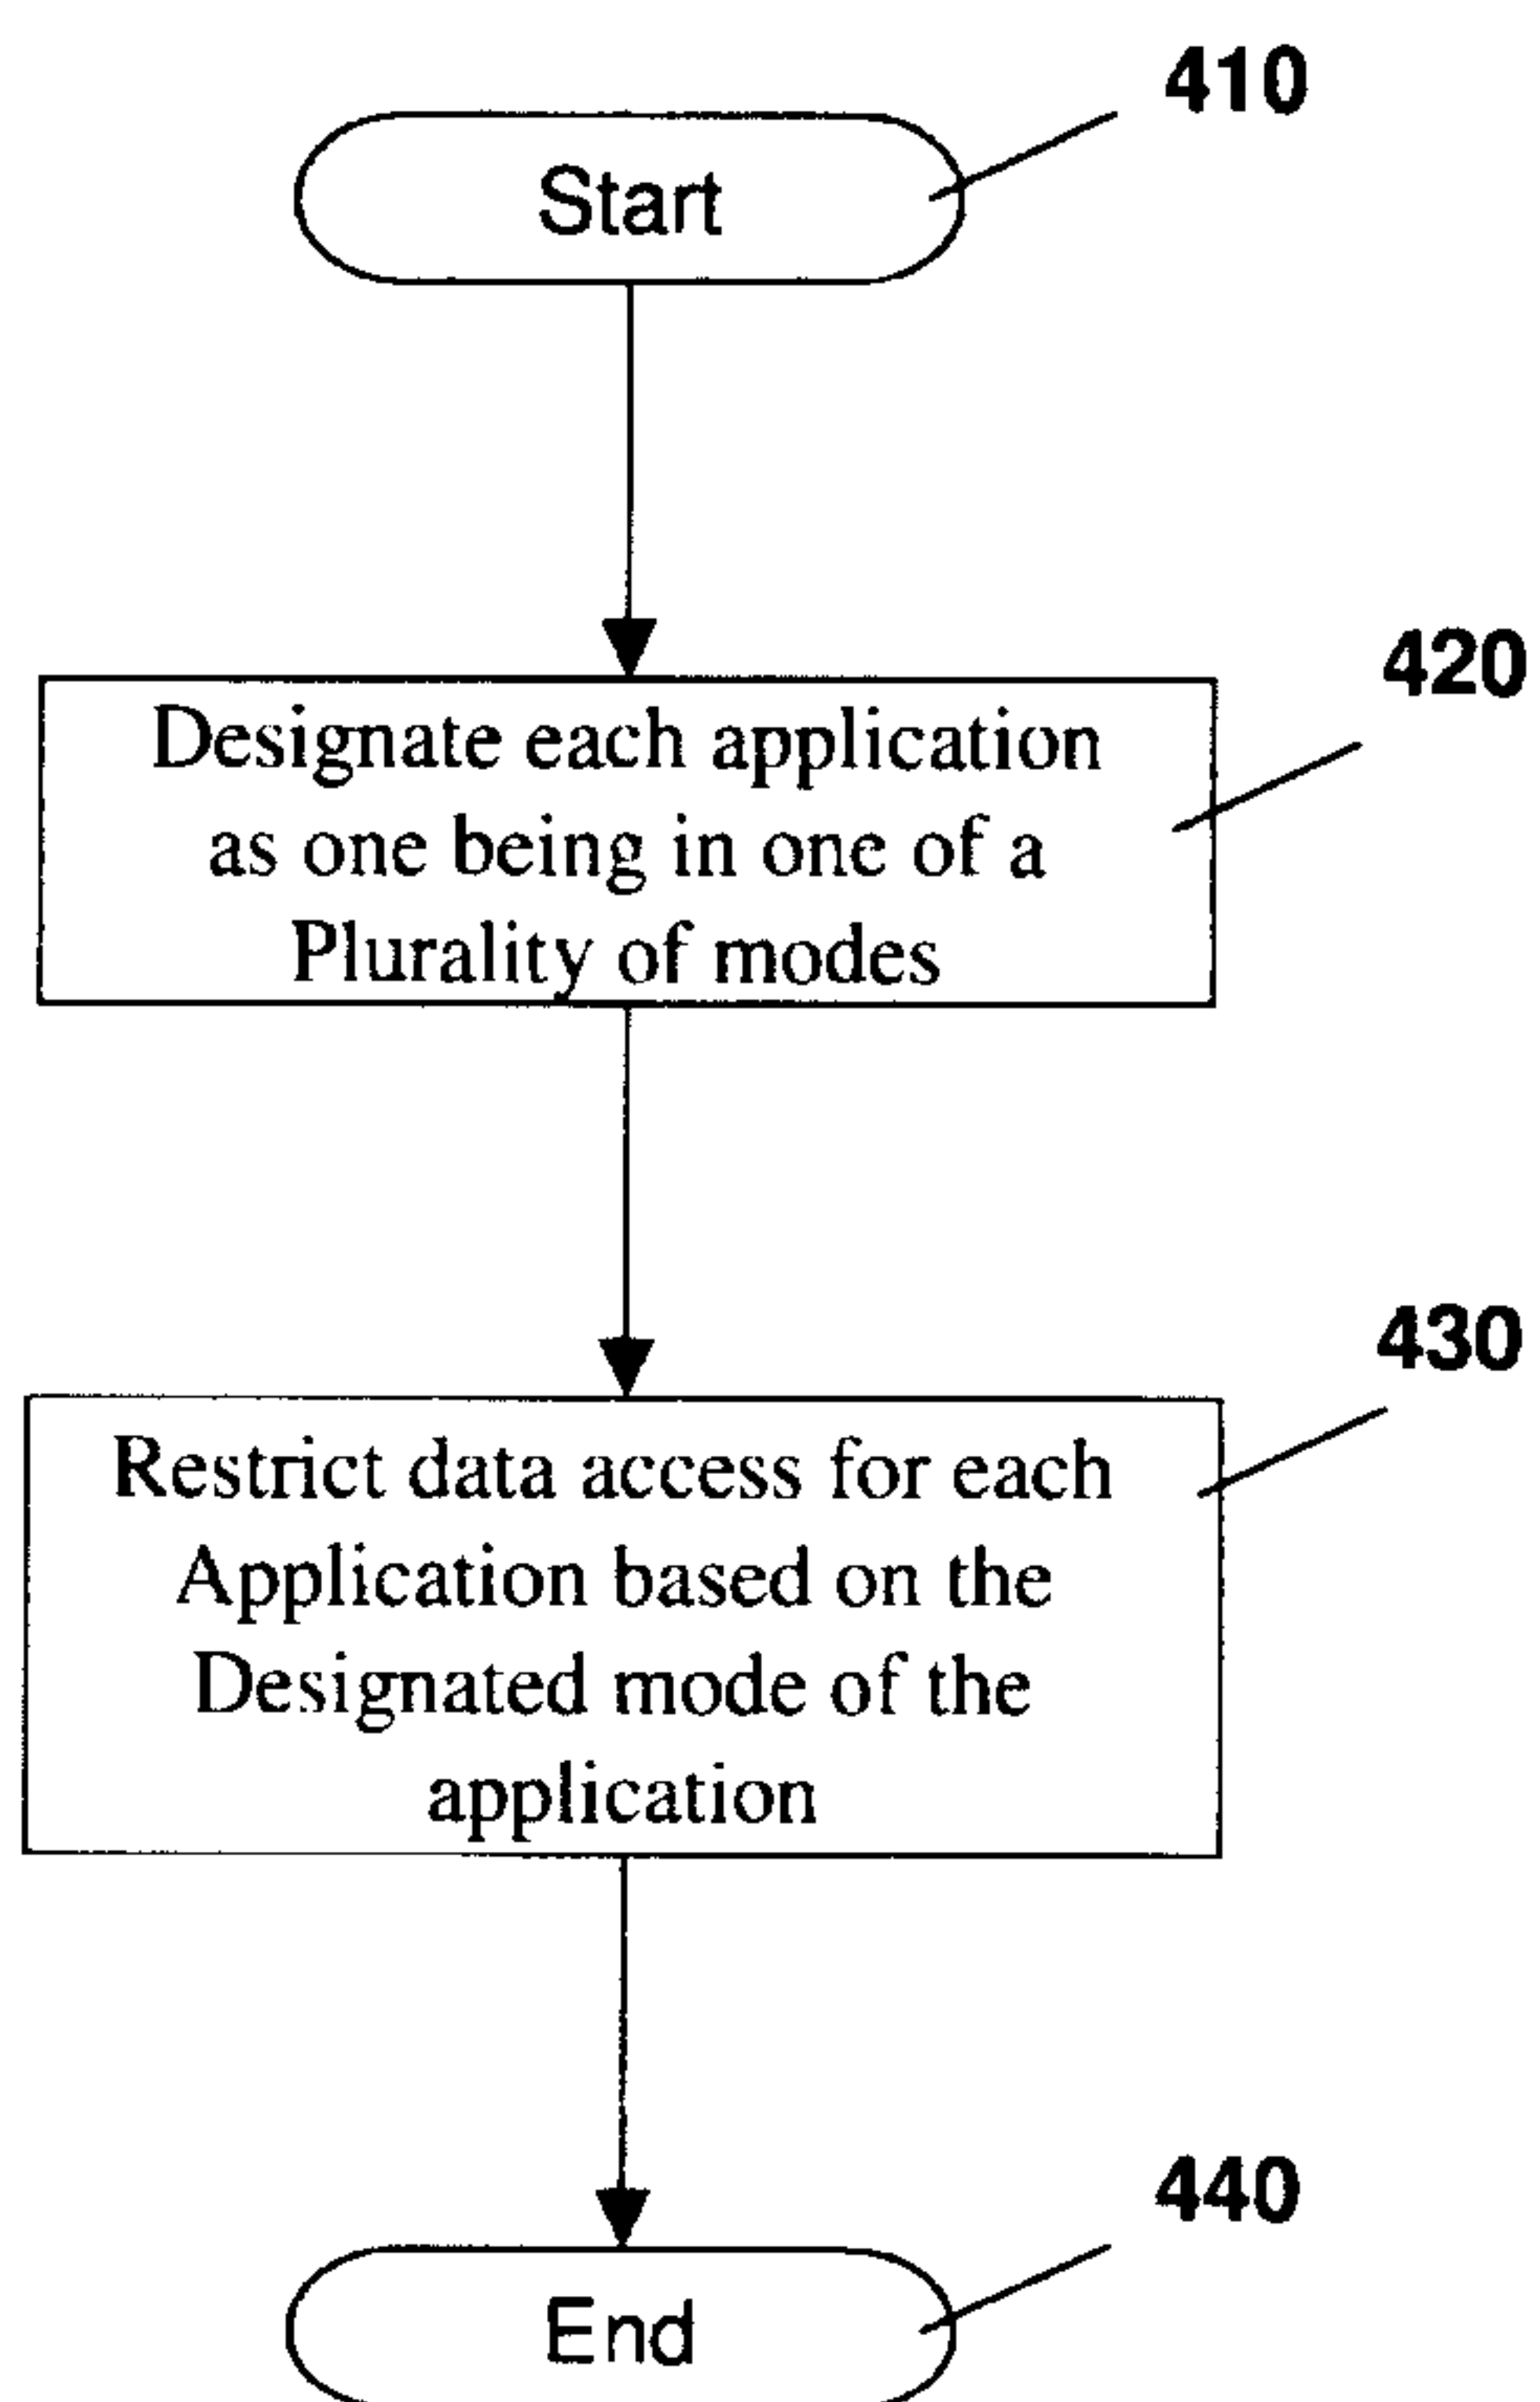 410
Start
420
Designate each application
as one being in one of a
Plurality of modes
430
Restrict data access for each
Application based on the
Designated mode of the
application
440
End